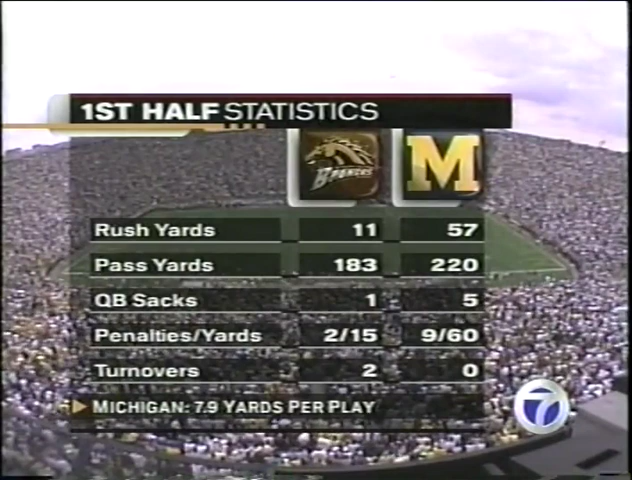 1ST HALF STATISTICS
BRONCOS M
Rush Yards 11 57
Pass Yards 183 220
QB Sacks 1 5
Penalties/Yards 2/15 9/60
Turnovers 2 0
MICHIGAN: 7.9 YARDS PER PLAY
7